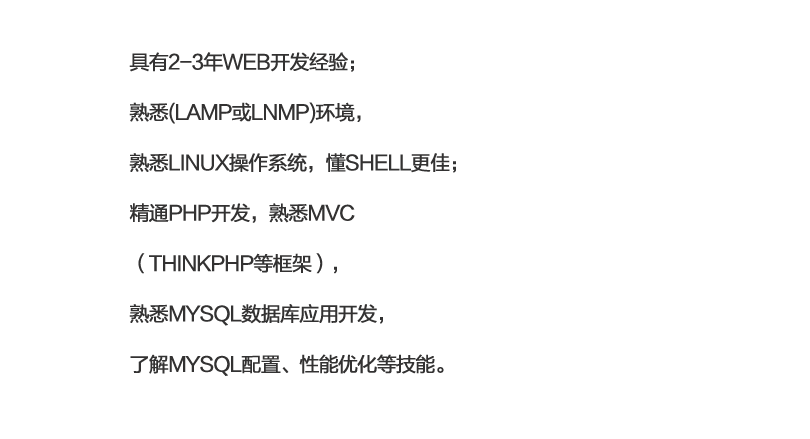 具有2-3年WEB开发经验；
熟悉(LAMP或LNMP)环境，
熟悉LINUX操作系统，懂SHELL更佳；
精通PHP开发，熟悉MVC
（THINKPHP等框架），
熟悉MYSQL数据库应用开发，
了解MYSQL配置、性能优化等技能。